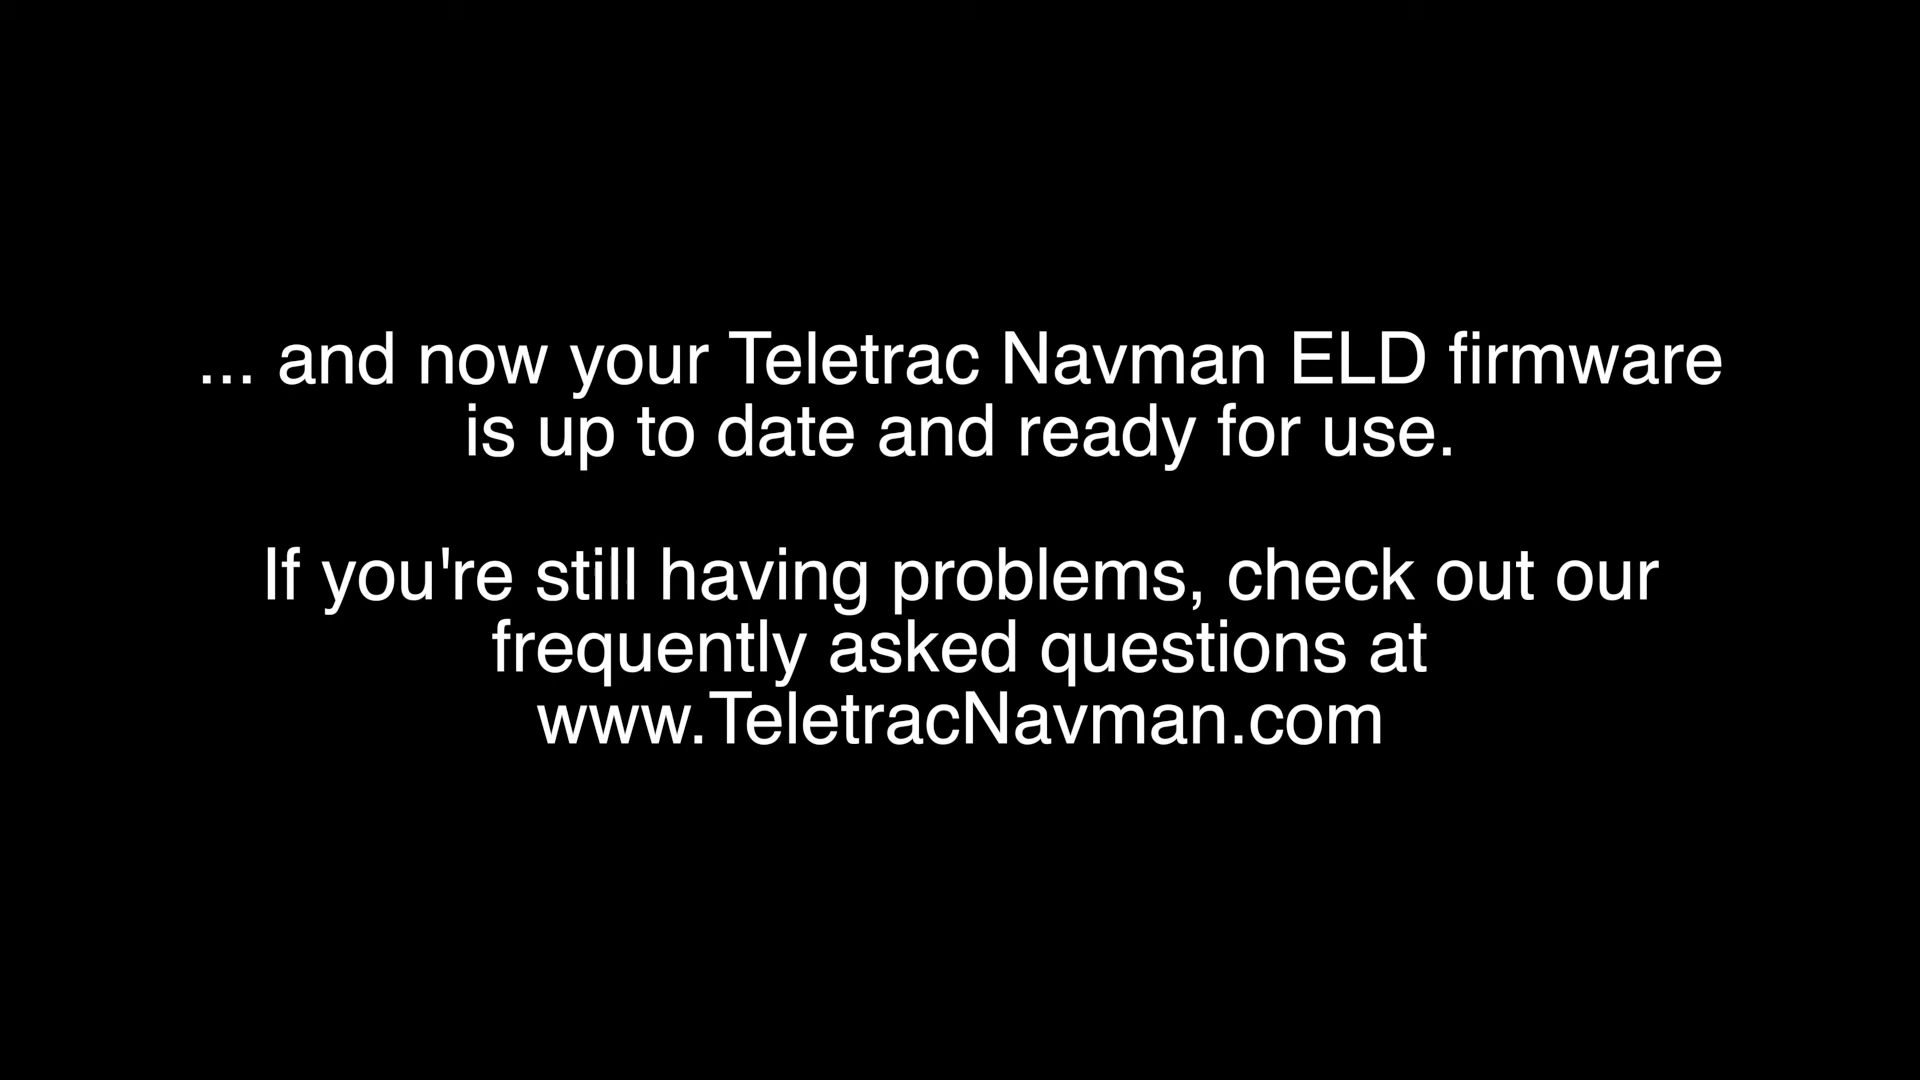 ... and now your Teletrac Navman ELD firmware
is up to date and ready for use.
If you're still having problems, check out our
frequently asked questions at
www.TeletracNavman.com